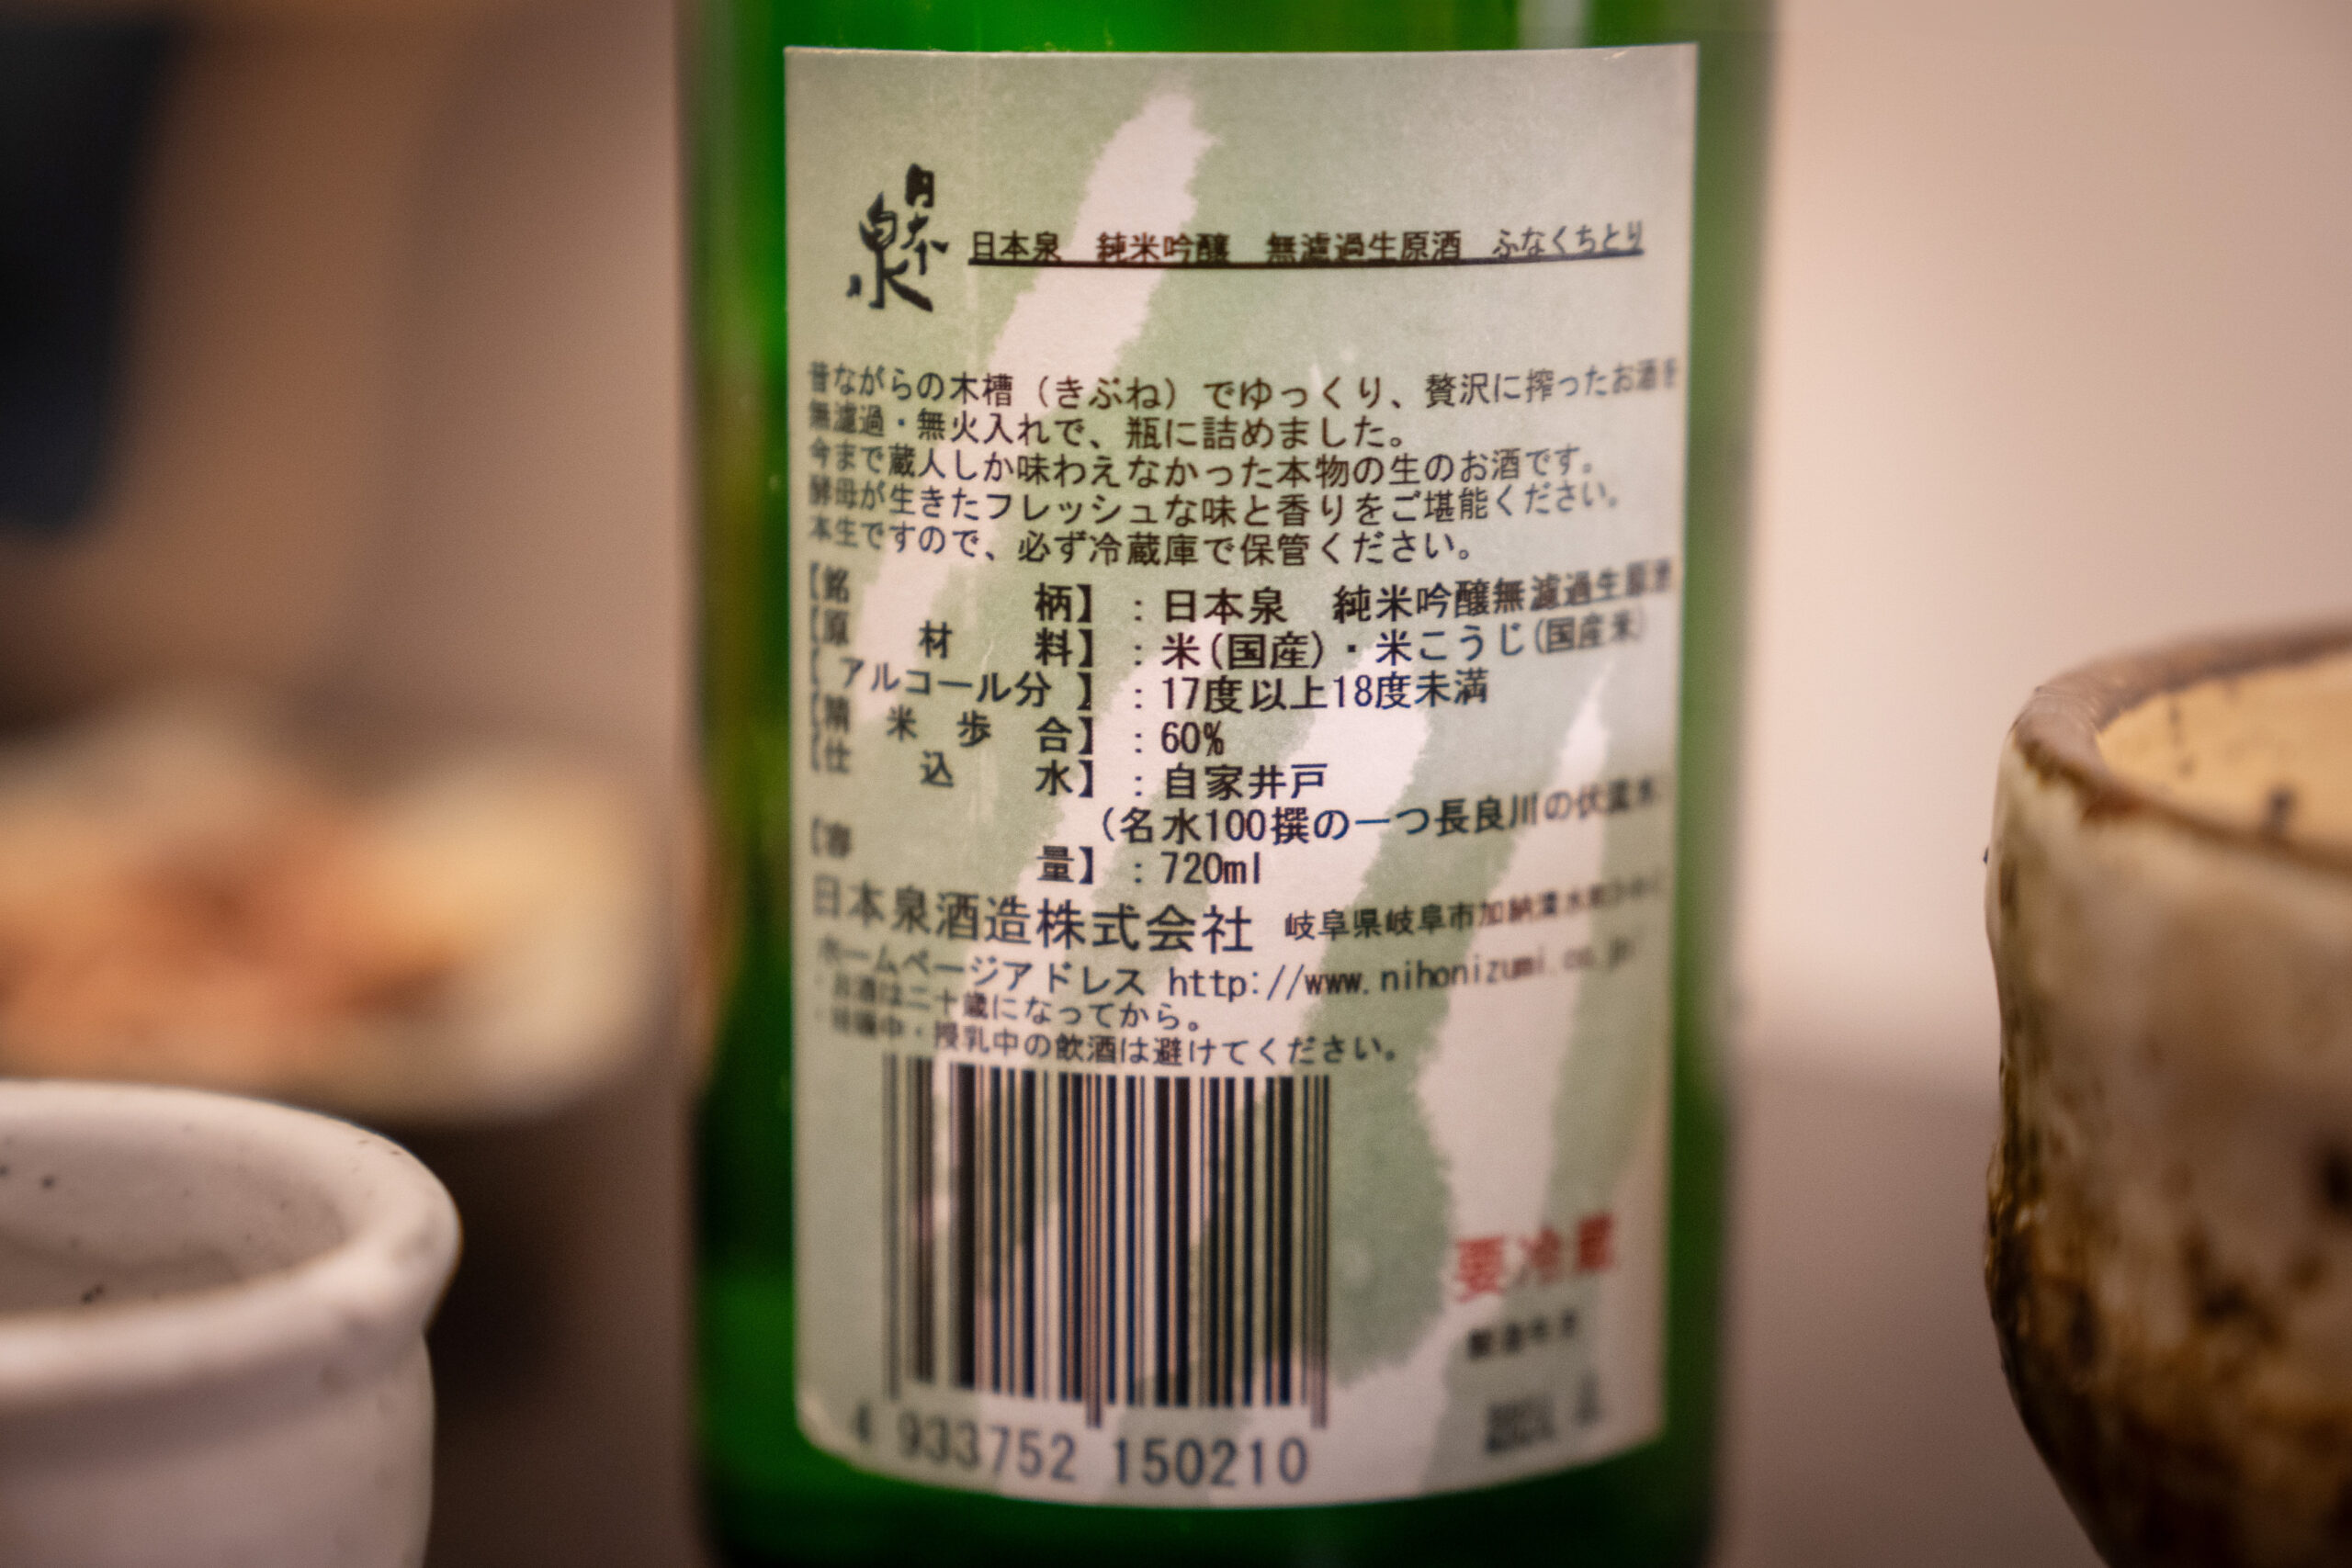 日本泉
日本泉 純米吟醸 無濾過生原酒 ふなくちとり
昔ながらの木槽（きぶね）でゆっくり、贅沢に搾ったお酒を
無濾過・無火入れで、瓶に詰めました。
今まで蔵人しか味わえなかった本物の生のお酒です。
酵母が生きたフレッシュな味と香りをご堪能ください。
本生ですので、必ず冷蔵庫で保管ください。
【銘柄】：日本泉 純米吟醸無濾過生原酒
【原材料】：米(国産)・米こうじ(国産米)
【アルコール分】：17度以上18度未満
【精米歩合】：60%
【仕込水】：自家井戸
（名水100撰の一つ長良川の伏流水
【容量】：720ml
日本泉酒造株式会社 岐阜県岐阜市加納清水町
ホームページアドレス http://www.nihonizumi.co.jp/
・お酒は二十歳になってから。
・妊娠中・授乳中の飲酒は避けてください。
要冷蔵
製造年月
4 933752 150210